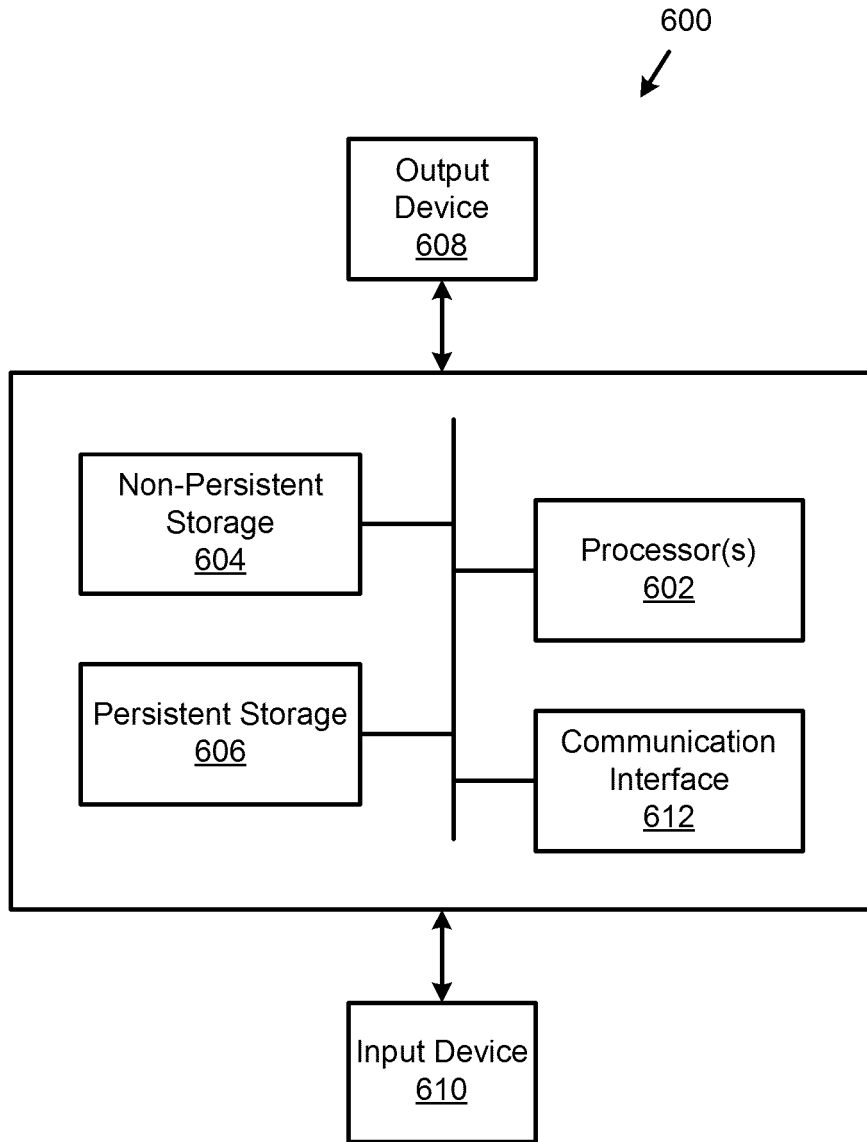 600
Output
Device
608
Non-Persistent
Storage
604
Processor(s)
602
Persistent Storage
606
Communication
Interface
612
Input Device
610